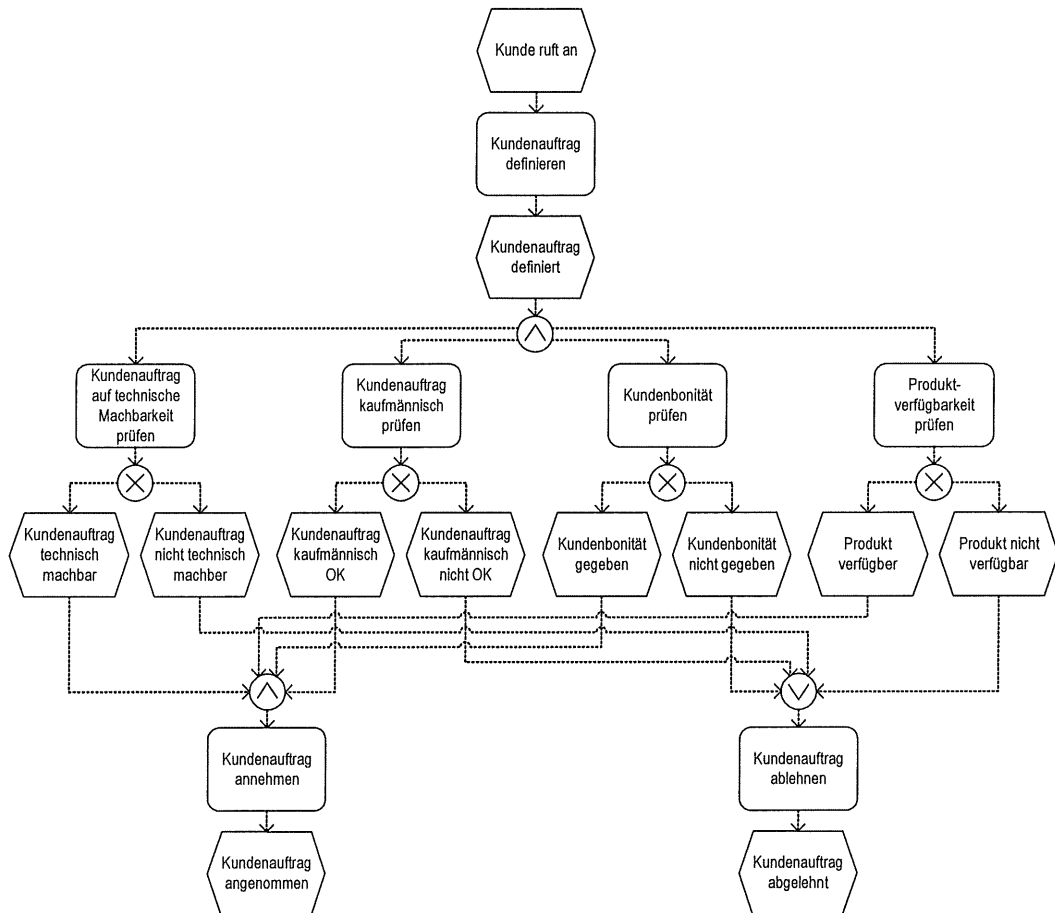 Kunde ruft an
Kundenauftrag
definieren
Kundenauftrag
definiert
Kundenauftrag
auf technische
Machbarkeit
prüfen
Kundenauftrag
kaufmännisch
prüfen
Kundenbonität
prüfen
Produkt-
verfügbarkeit
prüfen
Kundenauftrag
technisch
machbar
Kundenauftrag
nicht technisch
machber
Kundenauftrag
kaufmännisch
OK
Kundenauftrag
kaufmännisch
nicht OK
Kundenbonität
gegeben
Kundenbonität
nicht gegeben
Produkt
verfügber
Produkt nicht
verfügbar
Kundenauftrag
annehmen
Kundenauftrag
ablehnen
Kundenauftrag
angenommen
Kundenauftrag
abgelehnt